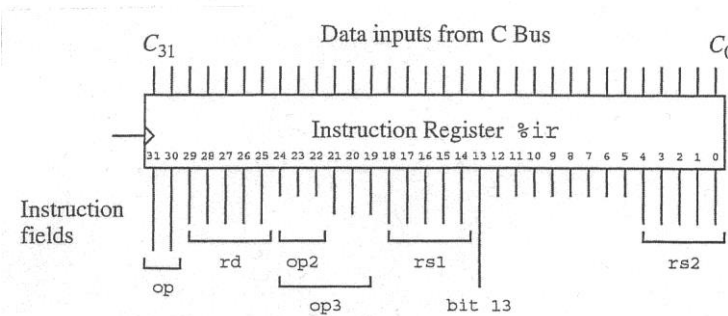 Data inputs from C Bus
C31 C0
Instruction Register %ir
31 30 29 28 27 26 25 24 23 22 21 20 19 18 17 16 15 14 13 12 11 10 9 8 7 6 5 4 3 2 1 0
Instruction
fields
rd op2 rs1 rs2
op
op3 bit 13